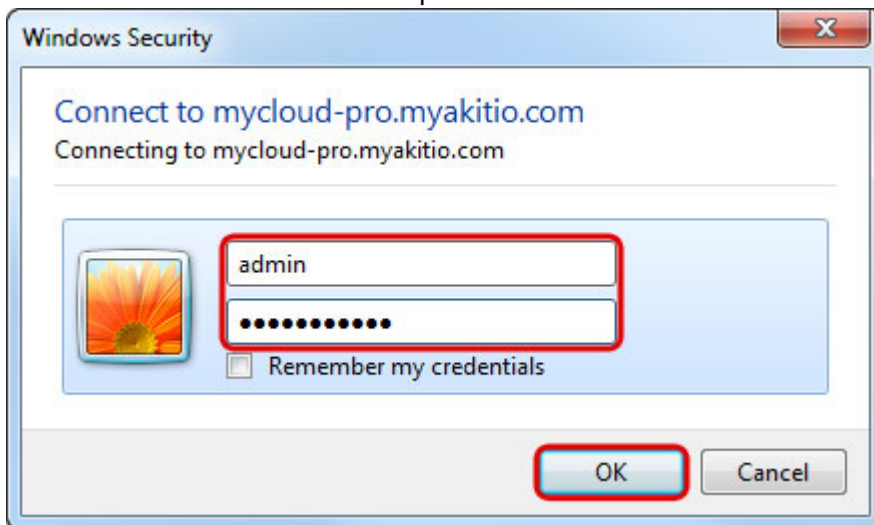 Windows Security
Connect to mycloud-pro.myakitio.com
Connecting to mycloud-pro.myakitio.com
admin
•••••••••••
Remember my credentials
OK
Cancel